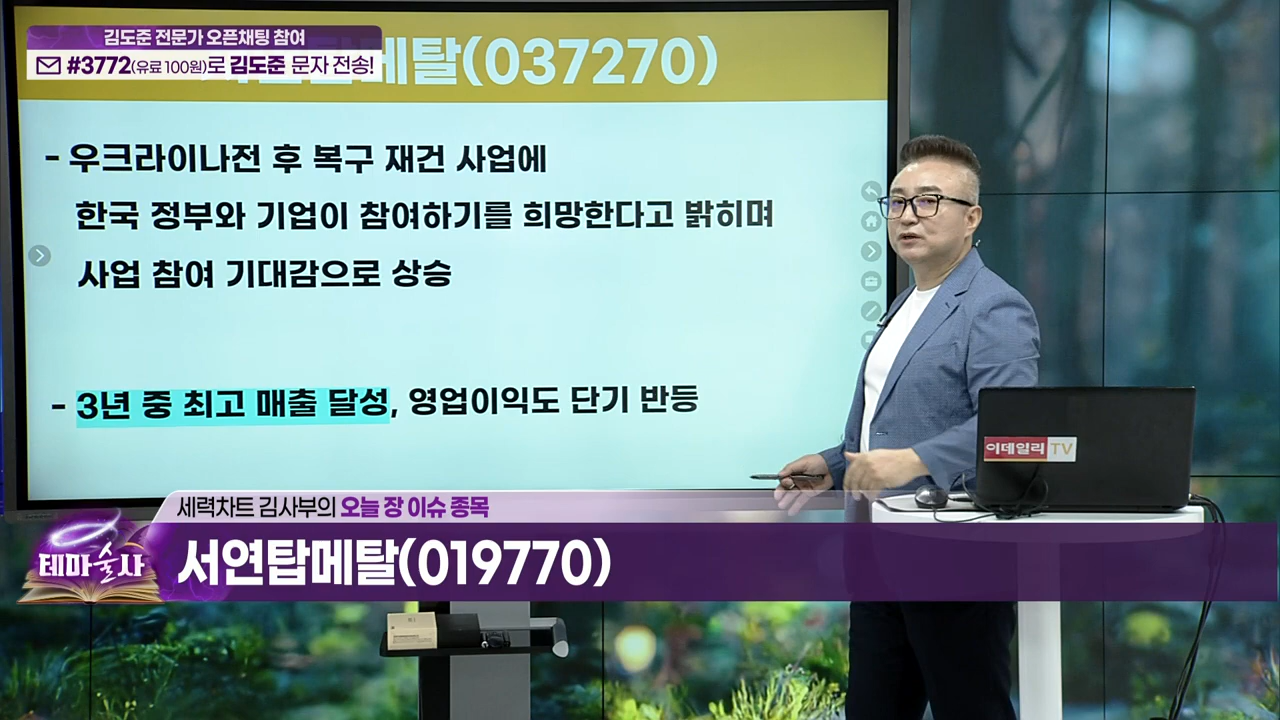 김도준 전문가 오픈채팅 참여
#3772(유료 100원)로 김도준 문자 전송!
메탈(037270)
- 우크라이나전 후 복구 재건 사업에
한국 정부와 기업이 참여하기를 희망한다고 밝히며
사업 참여 기대감으로 상승
- 3년 중 최고 매출 달성, 영업이익도 단기 반등
이데일리 TV
세력차트 김사부의 오늘 장 이슈 종목
테마술사
서연탑메탈(019770)